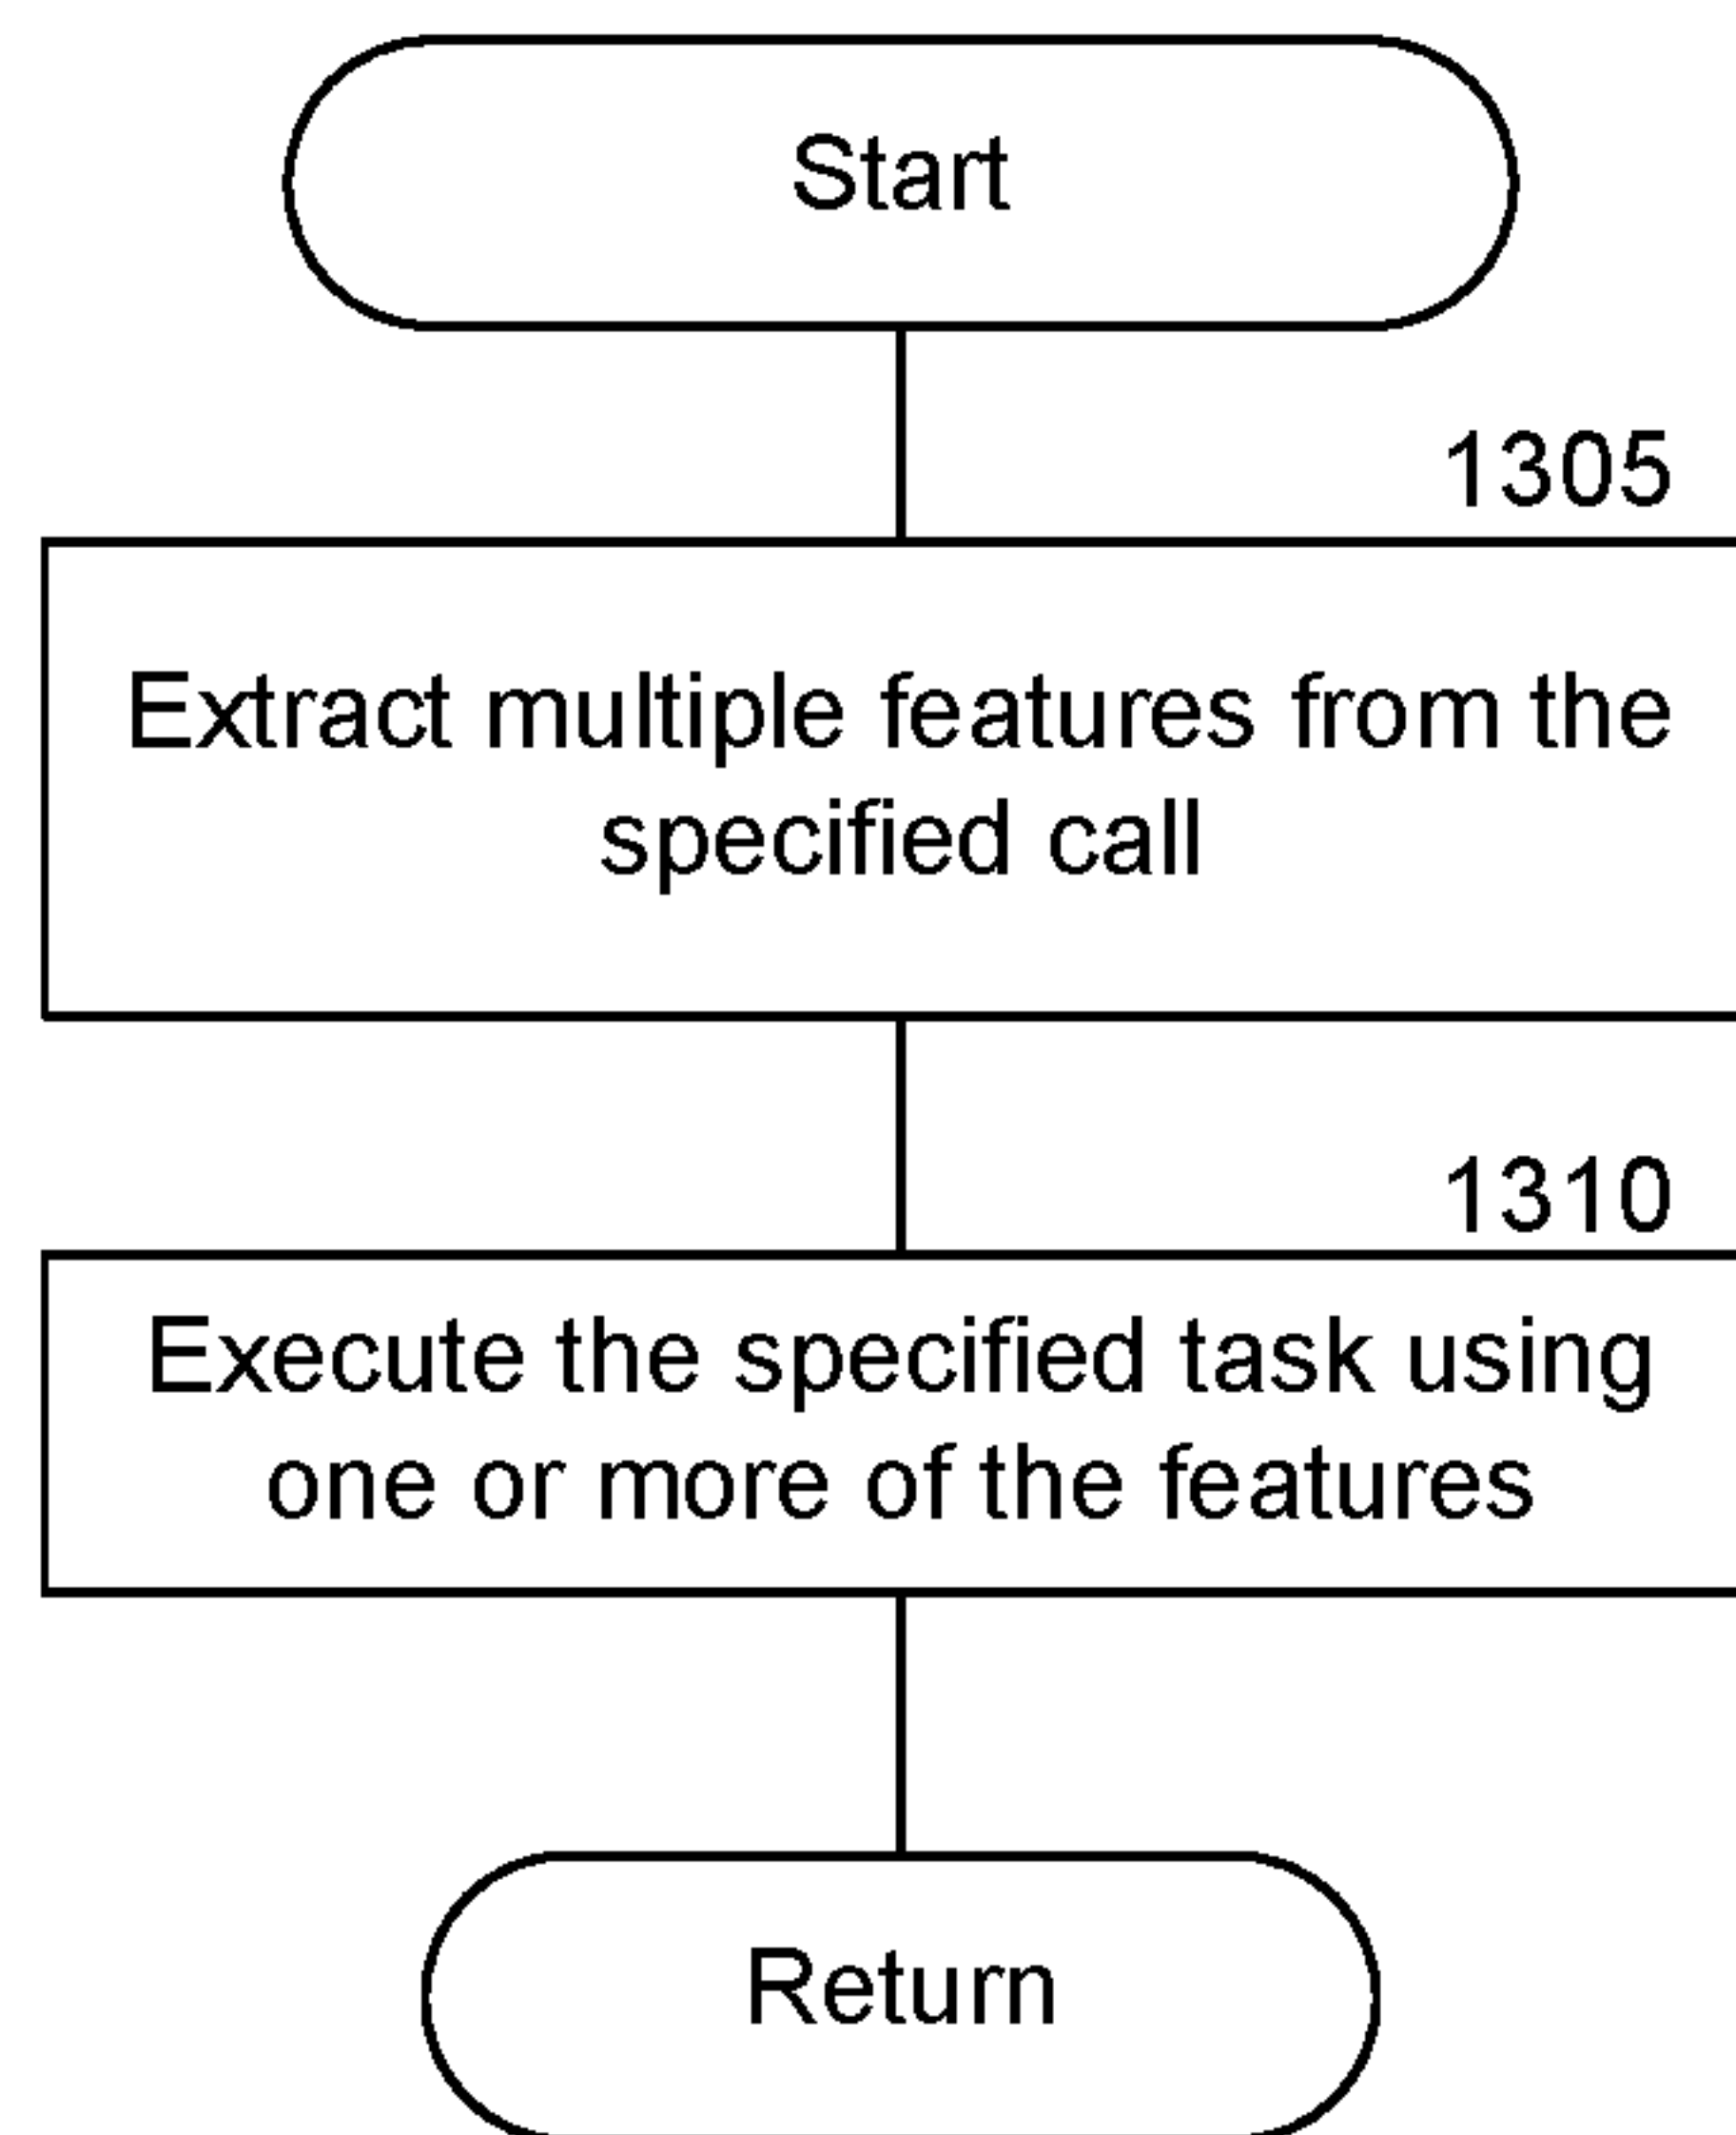 Start
1305
Extract multiple features from the
specified call
1310
Execute the specified task using
one or more of the features
Return